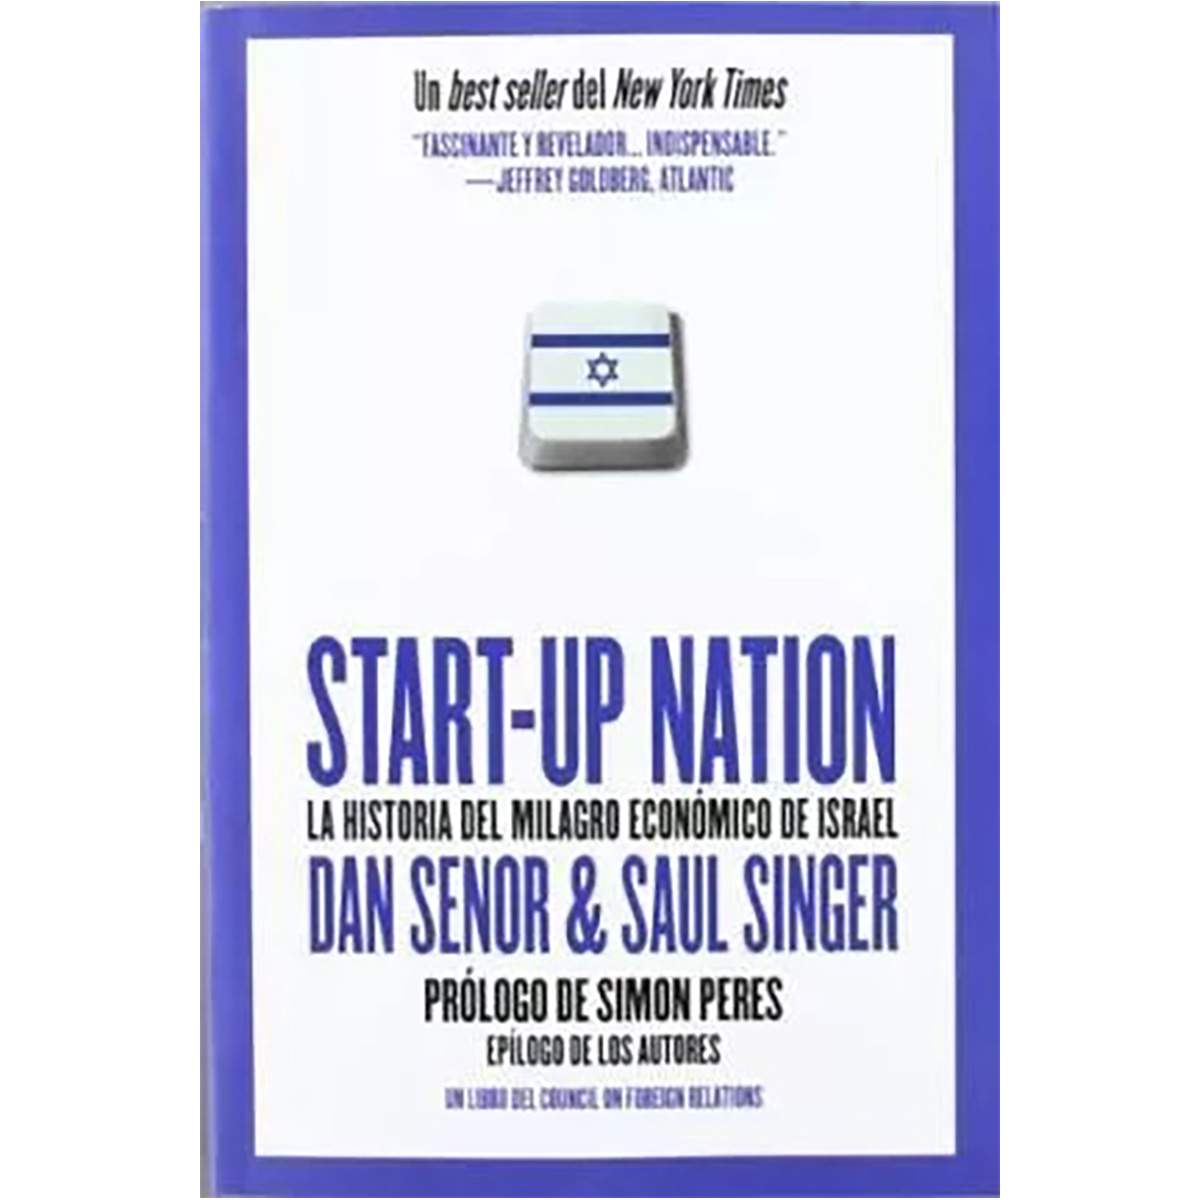 Un best seller del New York Times
"FASCINANTE Y REVELADOR... INDISPENSABLE."
—JEFFREY GOLDBERG, ATLANTIC
START-UP NATION
LA HISTORIA DEL MILAGRO ECONÓMICO DE ISRAEL
DAN SENOR & SAUL SINGER
PRÓLOGO DE SIMON PERES
EPÍLOGO DE LOS AUTORES
UN LIBRO DEL COUNCIL ON FOREIGN RELATIONS